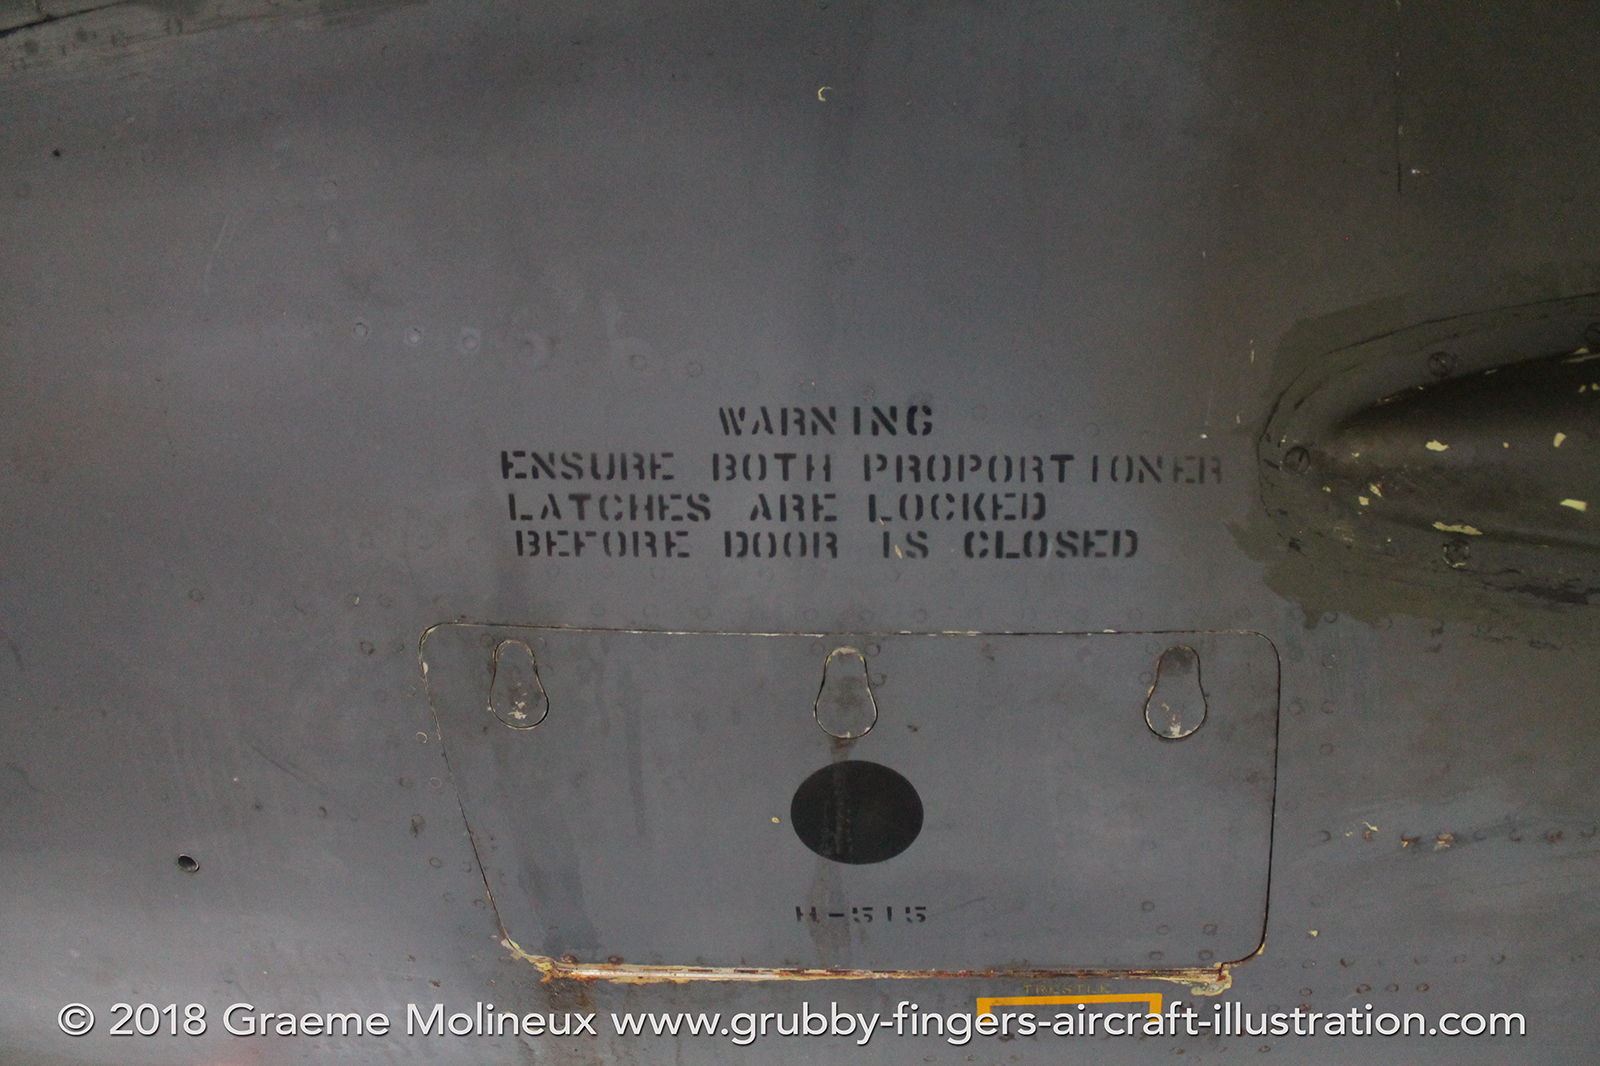 WARNING
ENSURE BOTH PROPORTIONER
LATCHES ARE LOCKED
BEFORE DOOR IS CLOSED
H-515
TRESTLE
© 2018 Graeme Molineux www.grubby-fingers-aircraft-illustration.com